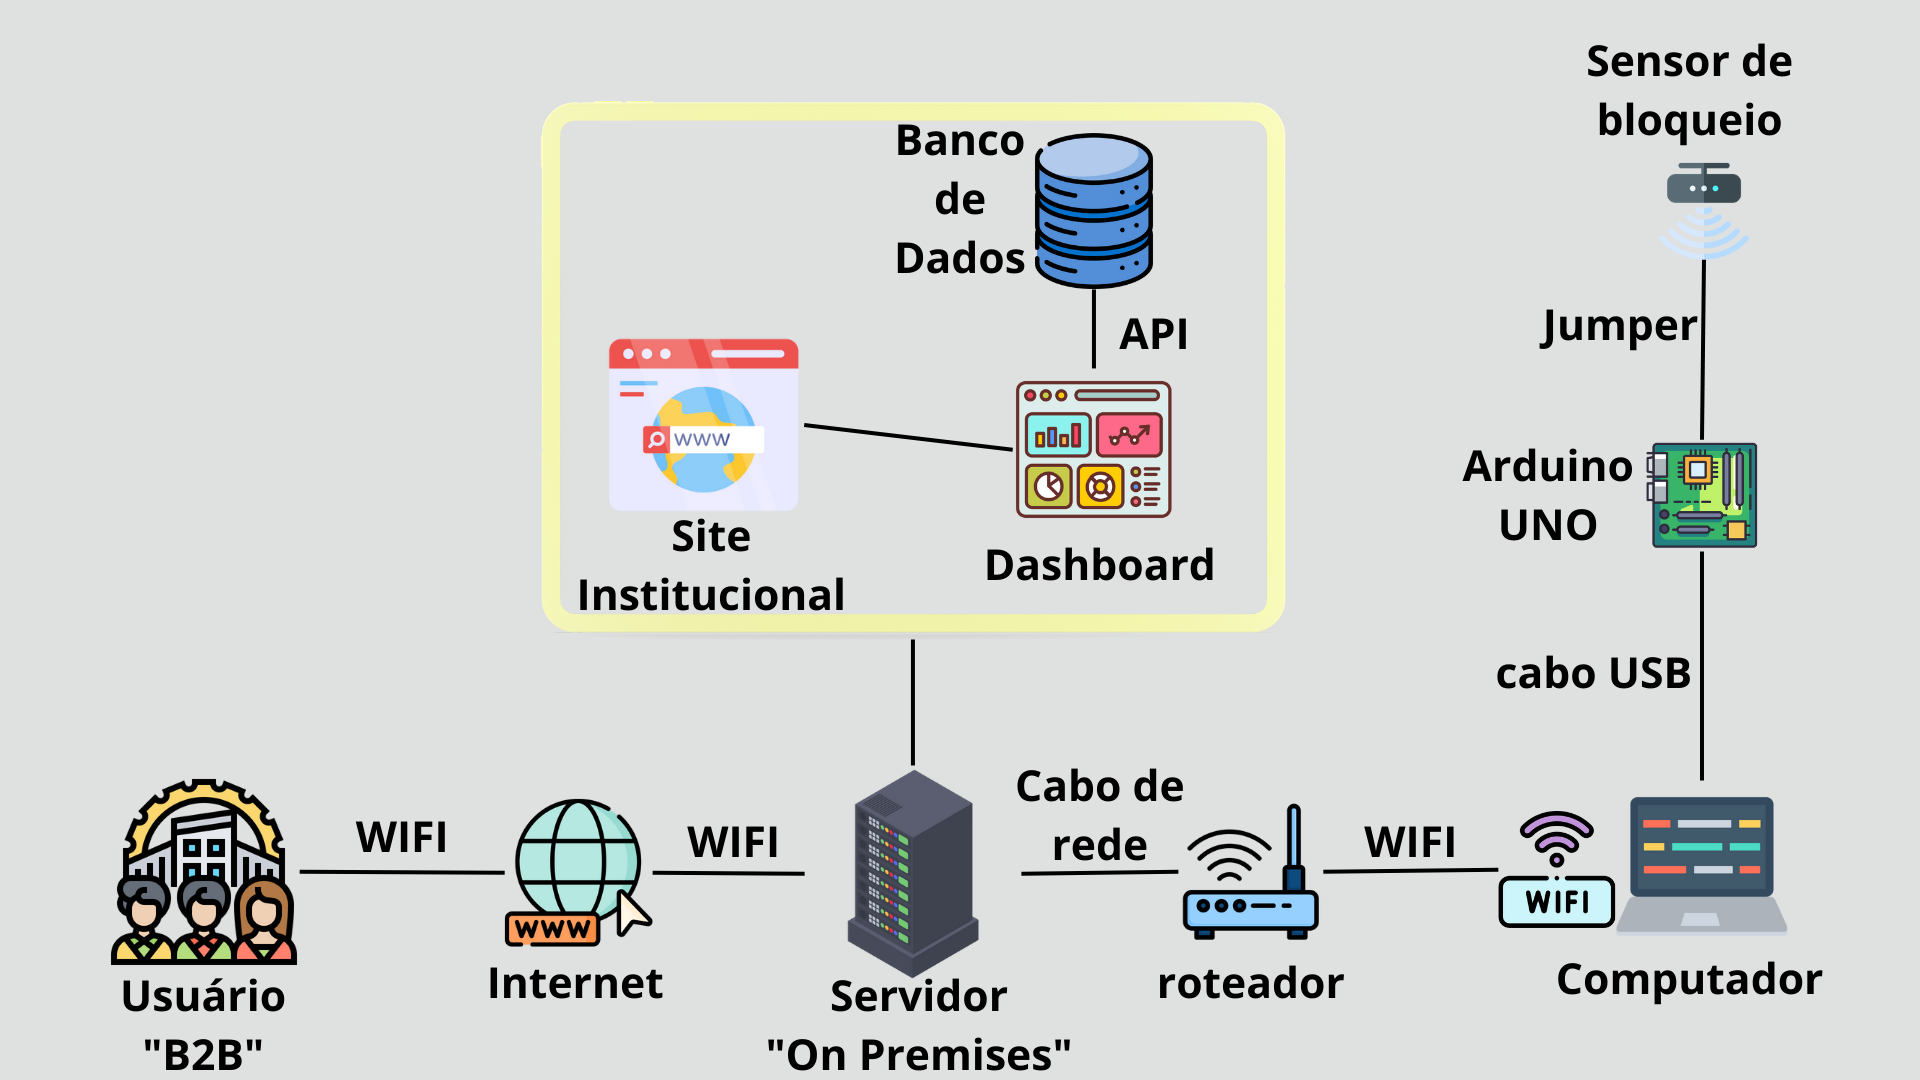 Sensor de
bloqueio
Banco
de
Dados
API
Jumper
WWW
Site
Institucional
Dashboard
Arduino
UNO
cabo USB
WIFI
WIFI
Cabo de
rede
WIFI
WWW
WIFI
Usuário
"B2B"
Internet
Servidor
"On Premises"
roteador
Computador